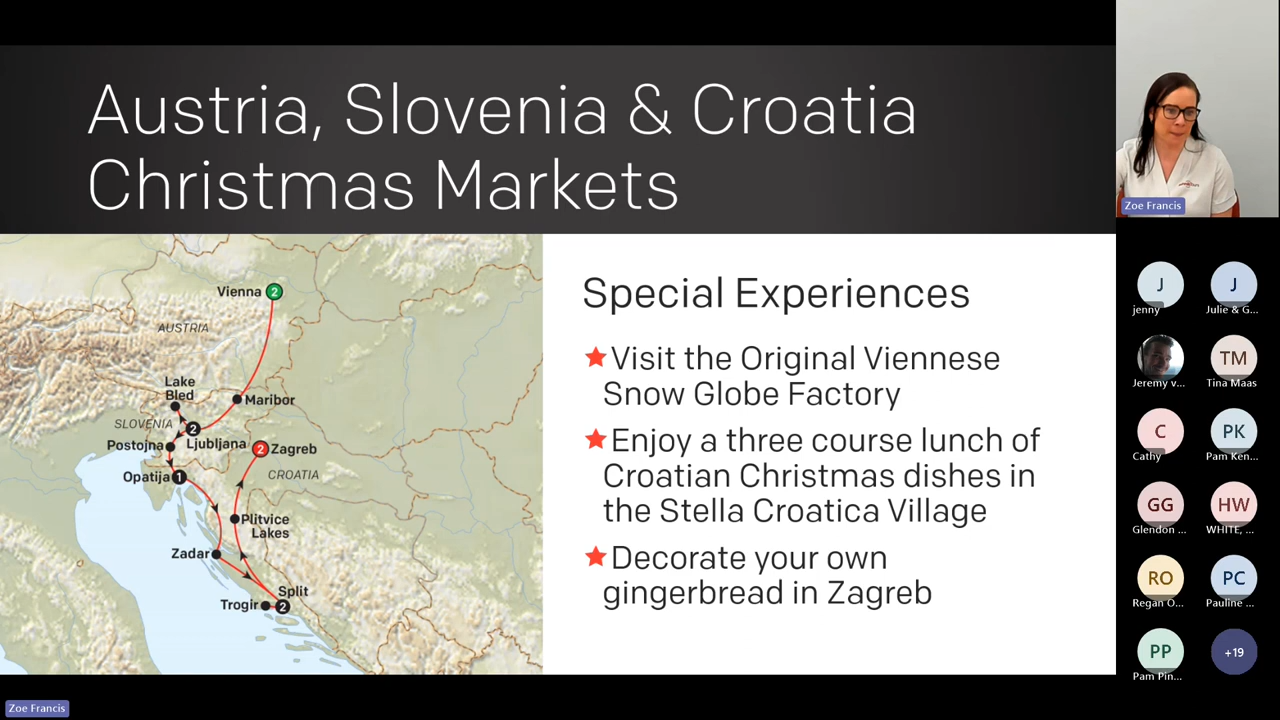 Austria, Slovenia & Croatia
Christmas Markets
Vienna 2
AUSTRIA
Lake
Bled
Maribor
SLOVENIA
2
Ljubljana
Postojna
2 Zagreb
Opatija 1
CROATIA
Plitvice
Lakes
Zadar
Split
Trogir 2
Special Experiences
Visit the Original Viennese
Snow Globe Factory
Enjoy a three course lunch of
Croatian Christmas dishes in
the Stella Croatica Village
Decorate your own
gingerbread in Zagreb
Zoe Francis
J
jenny
J
Julie & G...
Jeremy v...
TM
Tina Maas
C
Cathy
PK
Pam Ken...
GG
Glendon ...
HW
WHITE, ...
RO
Regan O...
PC
Pauline ...
PP
Pam Pin...
+19
Zoe Francis